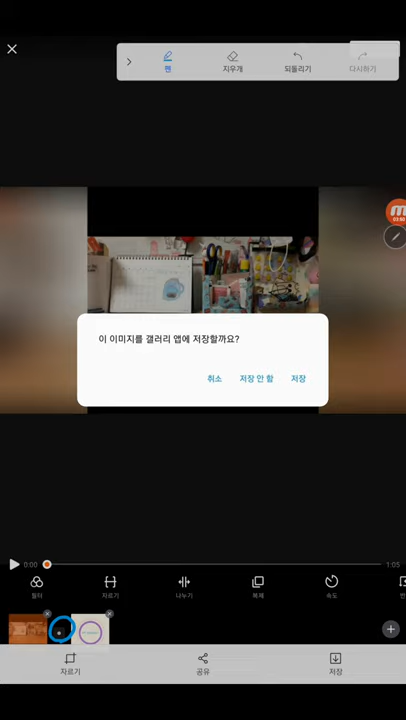 펜
지우개
되돌리기
다시하기
03:60
이 이미지를 갤러리 앱에 저장할까요?
취소
저장 안 함
저장
0:00
1:05
필터
자르기
나누기
복제
속도
자르기
공유
저장